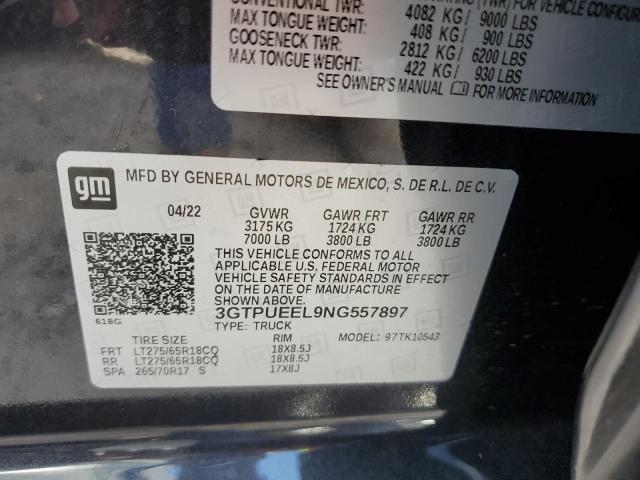 CONVENTIONAL TWR: 4082 KG/ 9000 LBS
MAX TONGUE WEIGHT: 408 KG/ 900 LBS
GOOSENECK TWR: 2812 KG/ 6200 LBS
MAX TONGUE WEIGHT: 422 KG/ 930 LBS
SEE OWNER'S MANUAL FOR MORE INFORMATION
gm
MFD BY GENERAL MOTORS DE MEXICO, S. DE R.L. DE C.V.
04/22 GVWR GAWR FRT GAWR RR
3175 KG 1724 KG 1724 KG
7000 LB 3800 LB 3800 LB
THIS VEHICLE CONFORMS TO ALL
APPLICABLE U.S. FEDERAL MOTOR
VEHICLE SAFETY STANDARDS IN EFFECT
ON THE DATE OF MANUFACTURE
SHOWN ABOVE.
618G
3GTPUEEL9NG557897
TYPE: TRUCK MODEL: 97TK10543
TIRE SIZE RIM
FRT LT275/65R18CQ 18X8.5J
RR LT275/65R18CQ 18X8.5J
SPA 265/70R17 S 17X8J